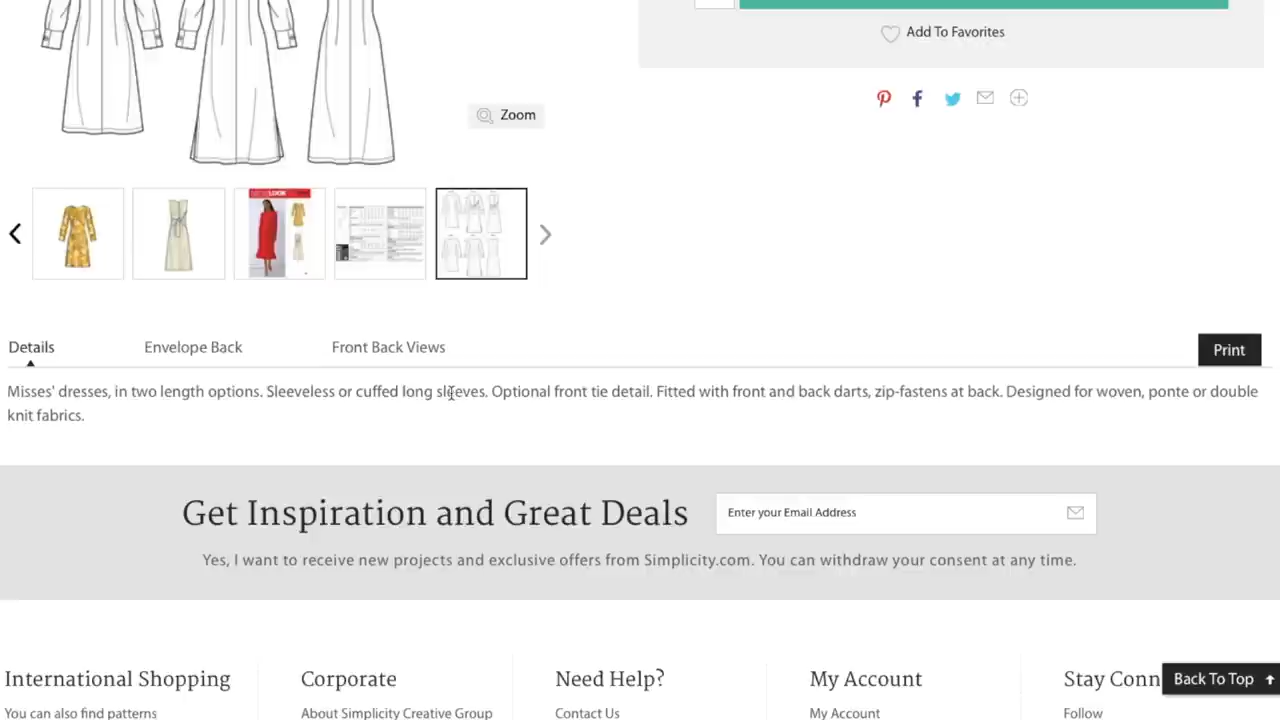 Add To Favorites
Zoom
Details
Envelope Back
Front Back Views
Print
Misses' dresses, in two length options. Sleeveless or cuffed long sleeves. Optional front tie detail. Fitted with front and back darts, zip-fastens at back. Designed for woven, ponte or double
knit fabrics.
Get Inspiration and Great Deals
Enter your Email Address
Yes, I want to receive new projects and exclusive offers from Simplicity.com. You can withdraw your consent at any time.
International Shopping
Corporate
Need Help?
My Account
Stay Conn
Back To Top
You can also find patterns
About Simplicity Creative Group
Contact Us
My Account
Follow